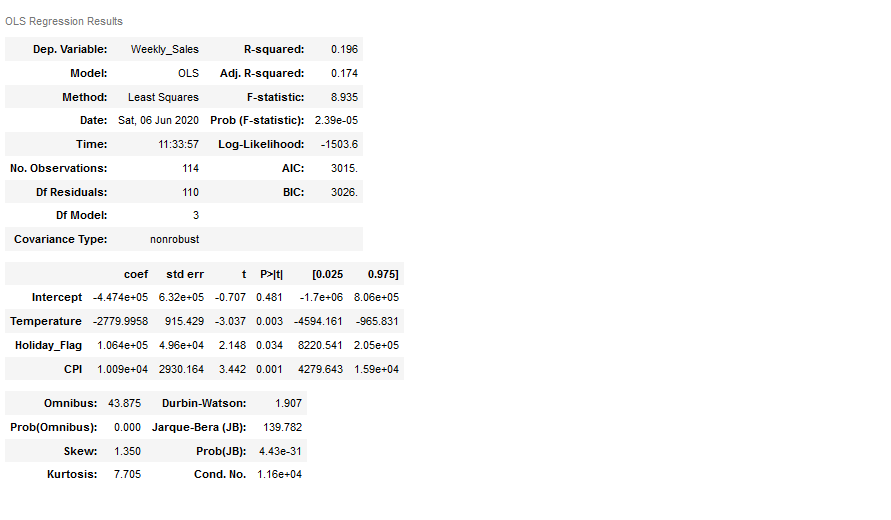 OLS Regression Results
Dep. Variable: Weekly_Sales R-squared: 0.196
Model: OLS Adj. R-squared: 0.174
Method: Least Squares F-statistic: 8.935
Date: Sat, 06 Jun 2020 Prob (F-statistic): 2.39e-05
Time: 11:33:57 Log-Likelihood: -1503.6
No. Observations: 114 AIC: 3015.
Df Residuals: 110 BIC: 3026.
Df Model: 3
Covariance Type: nonrobust
coef std err t P>|t| [0.025 0.975]
Intercept -4.474e+05 6.32e+05 -0.707 0.481 -1.7e+06 8.06e+05
Temperature -2779.9958 915.429 -3.037 0.003 -4594.161 -965.831
Holiday_Flag 1.064e+05 4.96e+04 2.148 0.034 8220.541 2.05e+05
CPI 1.009e+04 2930.164 3.442 0.001 4279.643 1.59e+04
Omnibus: 43.875 Durbin-Watson: 1.907
Prob(Omnibus): 0.000 Jarque-Bera (JB): 139.782
Skew: 1.350 Prob(JB): 4.43e-31
Kurtosis: 7.705 Cond. No. 1.16e+04